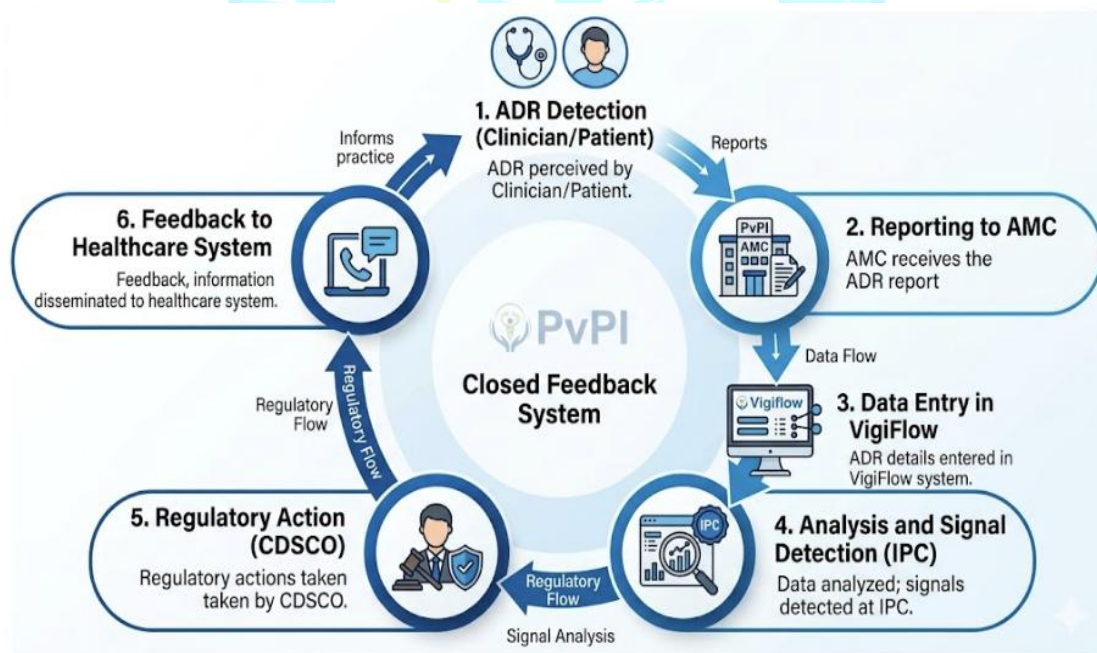 1. ADR Detection
(Clinician/Patient)
ADR perceived by
Clinician/Patient.
Reports
PvPI
AMC
2. Reporting to AMC
AMC receives the
ADR report
Data Flow
Vigiflow
3. Data Entry in
VigiFlow
ADR details entered in
VigiFlow system.
IPC
4. Analysis and Signal
Detection (IPC)
Data analyzed; signals
detected at IPC.
Regulatory
Flow
Signal Analysis
5. Regulatory Action
(CDSCO)
Regulatory actions taken
taken by CDSCO.
Regulatory Flow
Regulatory
Flow
6. Feedback to
Healthcare System
Feedback, information
disseminated to healthcare system.
Informs
practice
PvPI
Closed Feedback
System